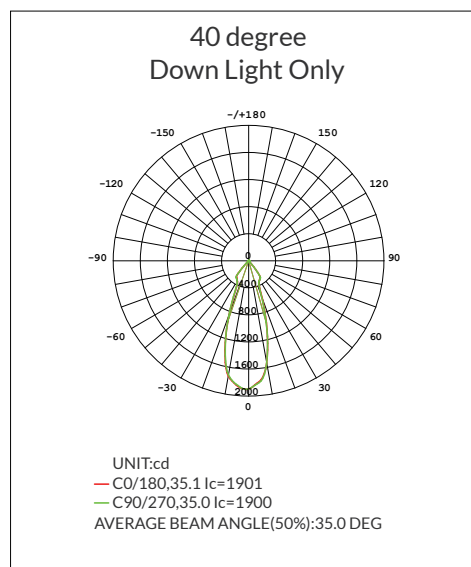 40 degree
Down Light Only
-/+180
-150 150
-120 120
-90 90
-60 60
-30 30
0
400
800
1200
1600
2000
0
UNIT:cd
C0/180,35.1 Ic=1901
C90/270,35.0 Ic=1900
AVERAGE BEAM ANGLE(50%):35.0 DEG